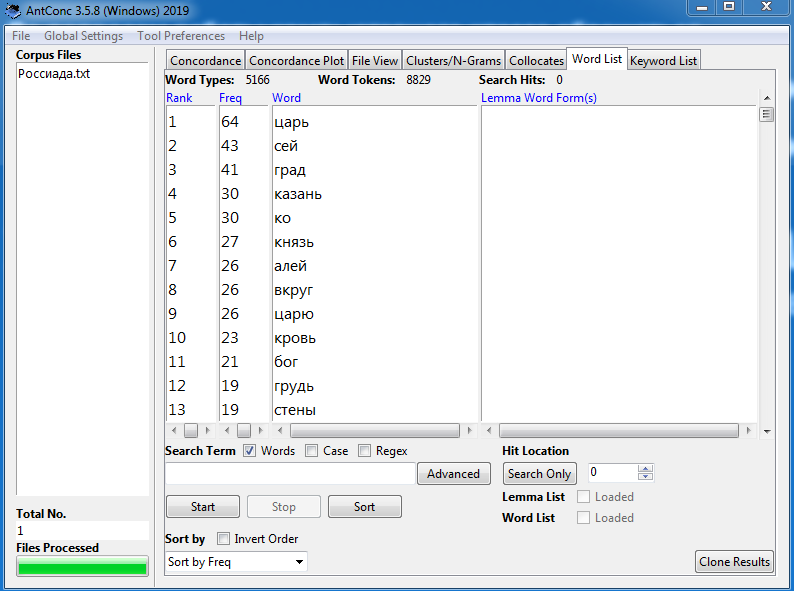 AntConc 3.5.8 (Windows) 2019
File Global Settings Tool Preferences Help
Corpus Files
Россиада.txt
Concordance Concordance Plot File View Clusters/N-Grams Collocates Word List Keyword List
Word Types: 5166 Word Tokens: 8829 Search Hits: 0
Rank Freq Word Lemma Word Form(s)
1 64 царь
2 43 сей
3 41 град
4 30 казань
5 30 ко
6 27 князь
7 26 алей
8 26 вкруг
9 26 царю
10 23 кровь
11 21 бог
12 19 грудь
13 19 стены
Search Term Words Case Regex Hit Location
Advanced Search Only 0
Lemma List Loaded
Start Stop Sort Word List Loaded
Total No.
1
Files Processed
Sort by Invert Order
Sort by Freq Clone Results